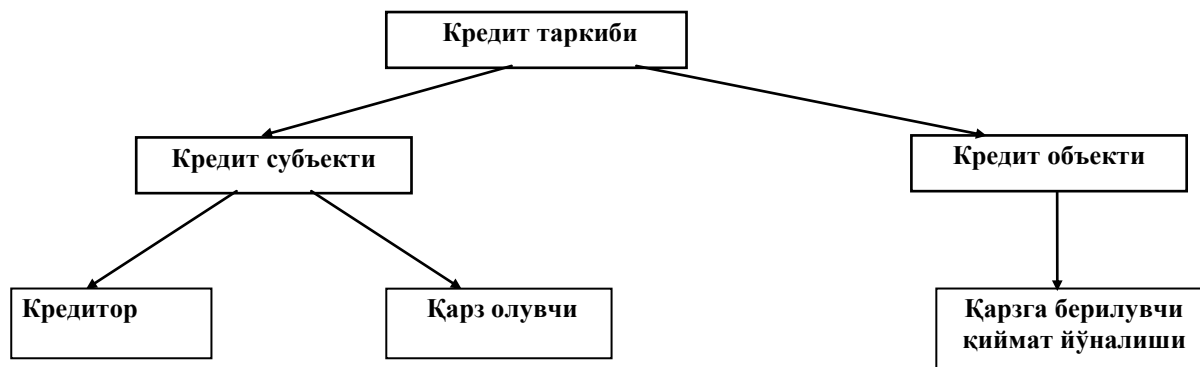 Кредит таркиби
Кредит субъекти
Кредит объекти
Кредитор
Қарз олувчи
Қарзга берилувчи
қиймат йўналиши